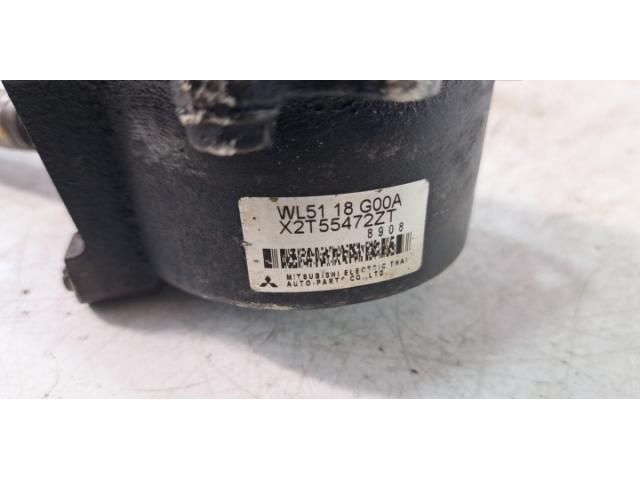 WL51 18 G00A
X2T55472ZT
8908
MITSUBISHI ELECTRIC THAI
AUTO-PARTS CO.,LTD.